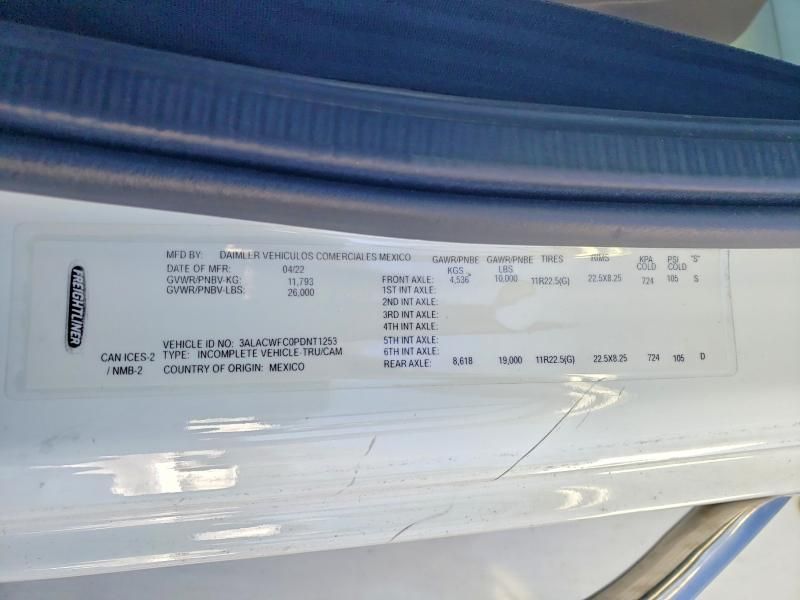 FREIGHTLINER
MFD BY: DAIMLER VEHICULOS COMERCIALES MEXICO
DATE OF MFR: 04/22
GVWR/PNBV-KG: 11,793
GVWR/PNBV-LBS: 26,000
VEHICLE ID NO: 3ALACWFC0PDNT1253
CAN ICES-2 TYPE: INCOMPLETE VEHICLE-TRU/CAM
/ NMB-2 COUNTRY OF ORIGIN: MEXICO
GAWR/PNBE GAWR/PNBE TIRES RIMS KPA PSI "S"
KGS LBS COLD COLD
FRONT AXLE: 4,536 10,000 11R22.5(G) 22.5X8.25 724 105 S
1ST INT AXLE:
2ND INT AXLE:
3RD INT AXLE:
4TH INT AXLE:
5TH INT AXLE:
6TH INT AXLE:
REAR AXLE: 8,618 19,000 11R22.5(G) 22.5X8.25 724 105 D